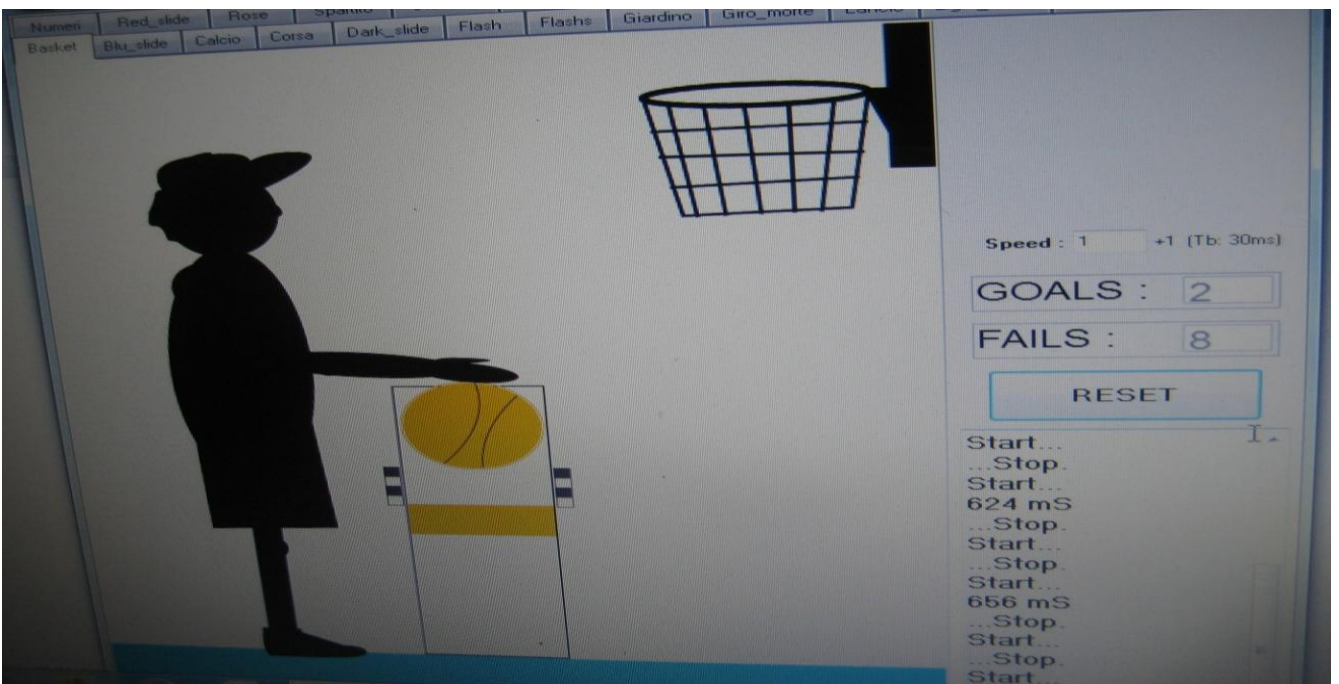 Numeri Red_slide Rose Flash Flashs Giardino Giro_morte
Basket Blu_slide Calcio Corsa Dark_slide
Speed : 1 +1 (Tb: 30ms)
GOALS : 2
FAILS : 8
RESET
Start...
...Stop.
Start...
624 mS
...Stop.
Start...
...Stop.
Start...
656 mS
...Stop.
Start...
...Stop.
Start...